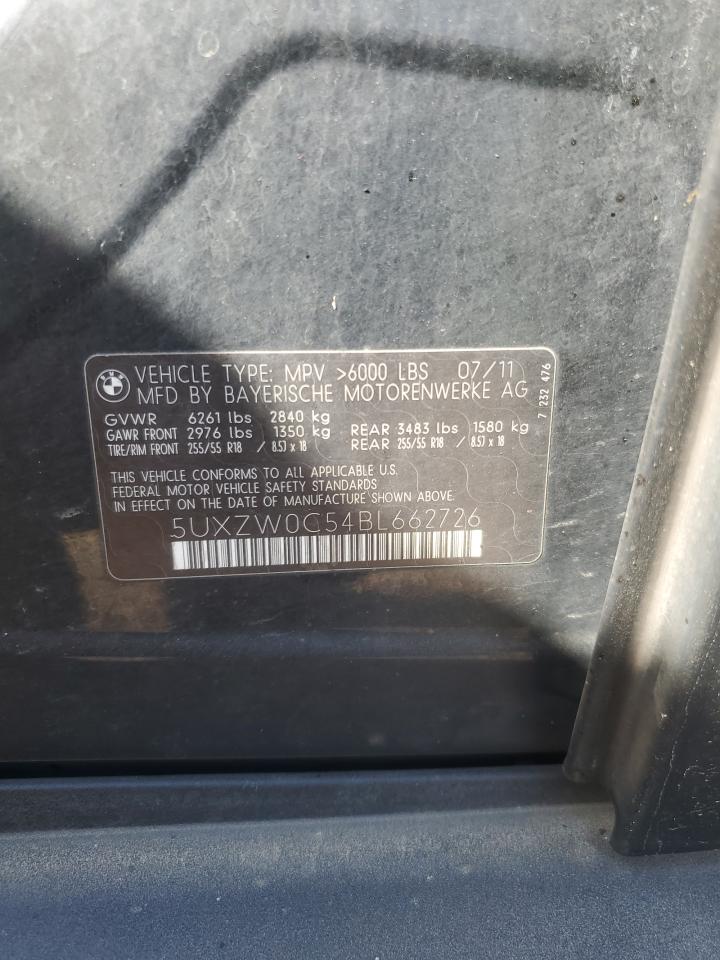 BMW
VEHICLE TYPE: MPV >6000 LBS 07/11
MFD BY BAYERISCHE MOTORENWERKE AG
7 232 476
GVWR 6261 lbs 2840 kg
GAWR FRONT 2976 lbs 1350 kg REAR 3483 lbs 1580 kg
TIRE/RIM FRONT 255/55 R18 / 8.5J x 18 REAR 255/55 R18 / 8.5J x 18
THIS VEHICLE CONFORMS TO ALL APPLICABLE U.S.
FEDERAL MOTOR VEHICLE SAFETY STANDARDS
IN EFFECT ON THE DATE OF MANUFACTURE SHOWN ABOVE.
5UXZW0C54BL662726